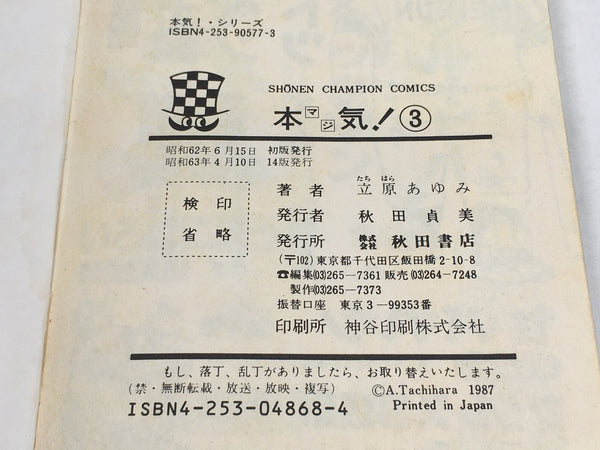 本気!・シリーズ
ISBN4-253-90577-3
SHŌNEN CHAMPION COMICS
本気! ③
マジ
昭和62年6月15日 初版発行
昭和63年4月10日 14版発行
検印
省略
たち はら
著者 立原あゆみ
発行者 秋田貞美
発行所 株式会社 秋田書店
(〒102)東京都千代田区飯田橋2-10-8
☎編集(03)265-7361 販売(03)264-7248
製作(03)265-7373
振替口座 東京3-99353番
印刷所 神谷印刷株式会社
もし、落丁、乱丁がありましたら、お取り替えいたします。
(禁・無断転載・放送・放映・複写)
©A.Tachihara 1987
Printed in Japan
ISBN4-253-04868-4